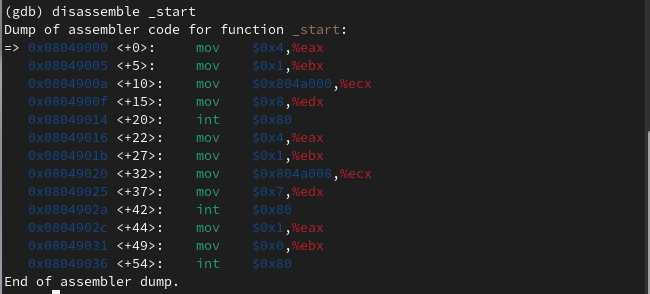 (gdb) disassemble _start
Dump of assembler code for function _start:
=> 0x08049000 <+0>:     mov    $0x4,%eax
   0x08049005 <+5>:     mov    $0x1,%ebx
   0x0804900a <+10>:    mov    $0x804a000,%ecx
   0x0804900f <+15>:    mov    $0x8,%edx
   0x08049014 <+20>:    int    $0x80
   0x08049016 <+22>:    mov    $0x4,%eax
   0x0804901b <+27>:    mov    $0x1,%ebx
   0x08049020 <+32>:    mov    $0x804a008,%ecx
   0x08049025 <+37>:    mov    $0x7,%edx
   0x0804902a <+42>:    int    $0x80
   0x0804902c <+44>:    mov    $0x1,%eax
   0x08049031 <+49>:    mov    $0x0,%ebx
   0x08049036 <+54>:    int    $0x80
End of assembler dump.